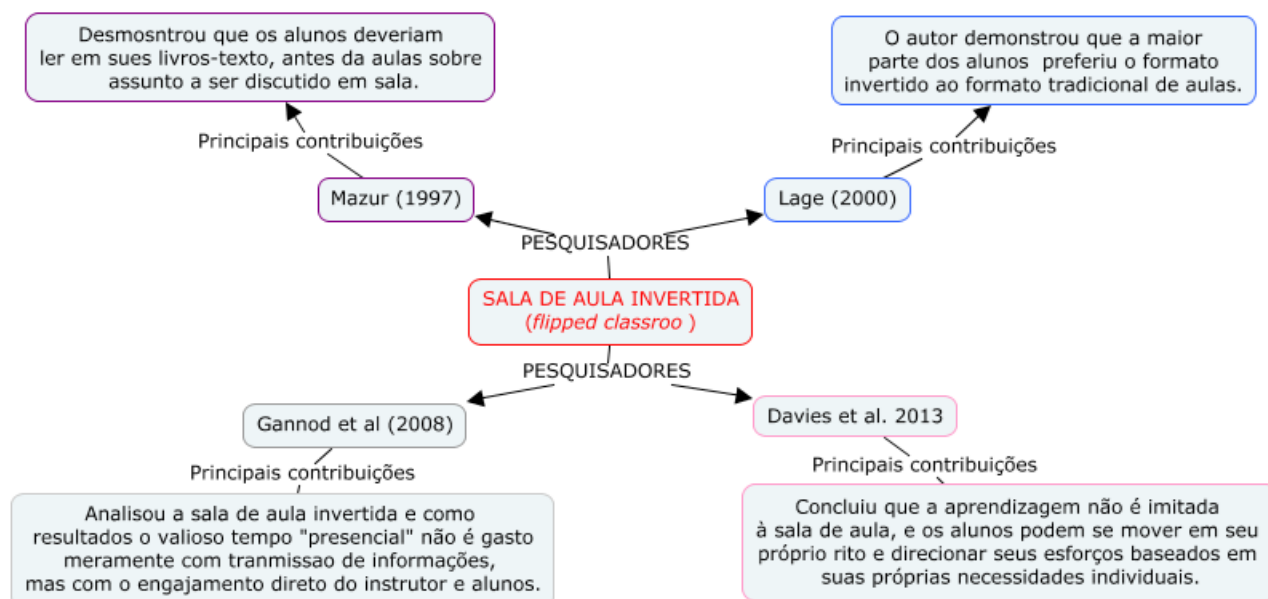 Desmosntrou que os alunos deveriam
ler em sues livros-texto, antes da aulas sobre
assunto a ser discutido em sala.
O autor demonstrou que a maior
parte dos alunos preferiu o formato
invertido ao formato tradicional de aulas.
Principais contribuições
Principais contribuições
Mazur (1997)
Lage (2000)
PESQUISADORES
SALA DE AULA INVERTIDA
(flipped classroo )
PESQUISADORES
Gannod et al (2008)
Davies et al. 2013
Principais contribuições
Principais contribuições
Analisou a sala de aula invertida e como
resultados o valioso tempo "presencial" não é gasto
meramente com tranmissao de informações,
mas com o engajamento direto do instrutor e alunos.
Concluiu que a aprendizagem não é imitada
à sala de aula, e os alunos podem se mover em seu
próprio rito e direcionar seus esforços baseados em
suas próprias necessidades individuais.